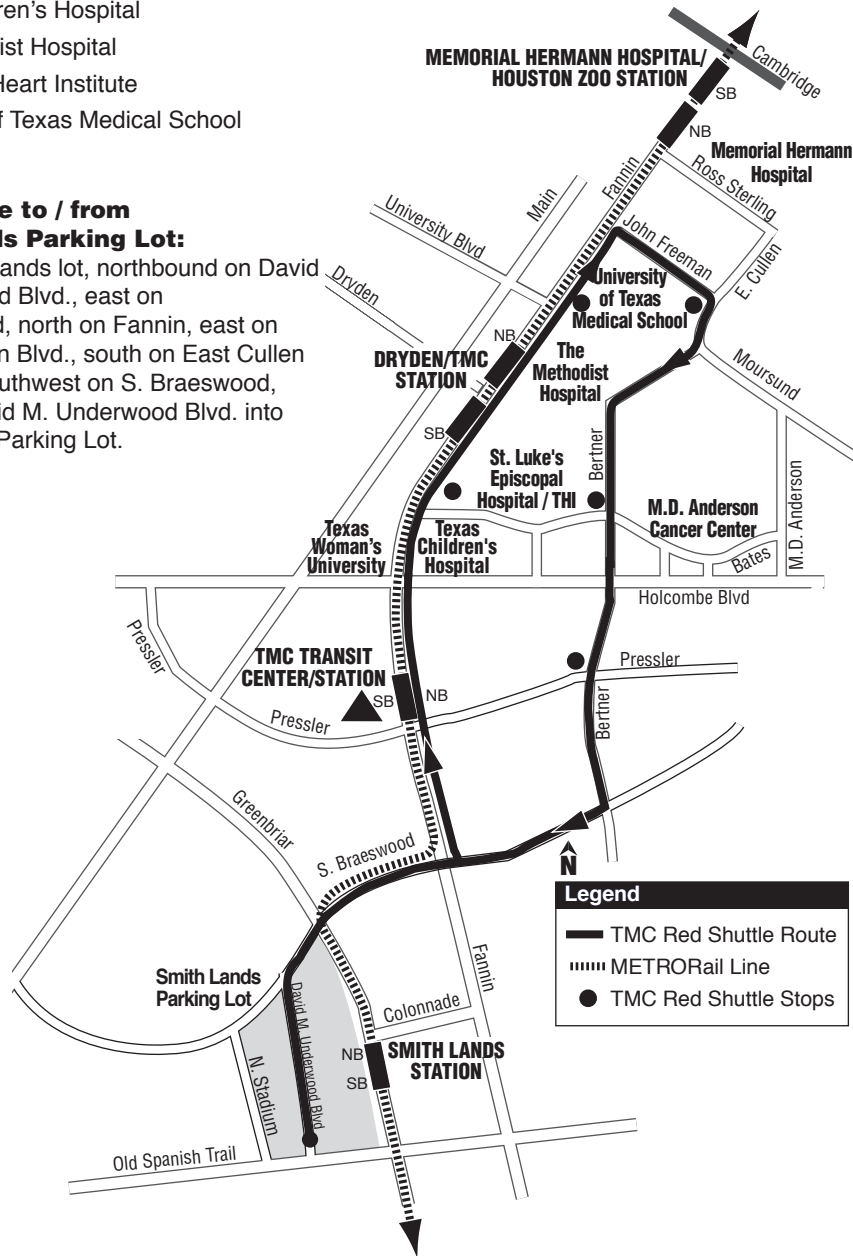 ren's Hospital
ist Hospital
Heart Institute
f Texas Medical School
e to / from
ds Parking Lot:
ands lot, northbound on David
d Blvd., east on
d, north on Fannin, east on
n Blvd., south on East Cullen
uthwest on S. Braeswood,
id M. Underwood Blvd. into
Parking Lot.
MEMORIAL HERMANN HOSPITAL/
HOUSTON ZOO STATION
Cambridge
SB
NB
Memorial Hermann
Hospital
Ross Sterling
Fannin
Main
University Blvd
Dryden
John Freeman
E. Cullen
University
of Texas
Medical School
NB
DRYDEN/TMC
STATION
SB
The
Methodist
Hospital
Moursund
St. Luke's
Episcopal
Hospital / THI
Bertner
M.D. Anderson
Cancer Center
M.D. Anderson
Bates
Texas
Woman's
University
Texas
Children's
Hospital
Holcombe Blvd
Pressler
TMC TRANSIT
CENTER/STATION
SB
NB
Pressler
Pressler
Bertner
Greenbriar
S. Braeswood
N
Legend
TMC Red Shuttle Route
METRORail Line
TMC Red Shuttle Stops
Fannin
Smith Lands
Parking Lot
David M. Underwood Blvd
Colonnade
NB
SB
SMITH LANDS
STATION
N. Stadium
Old Spanish Trail